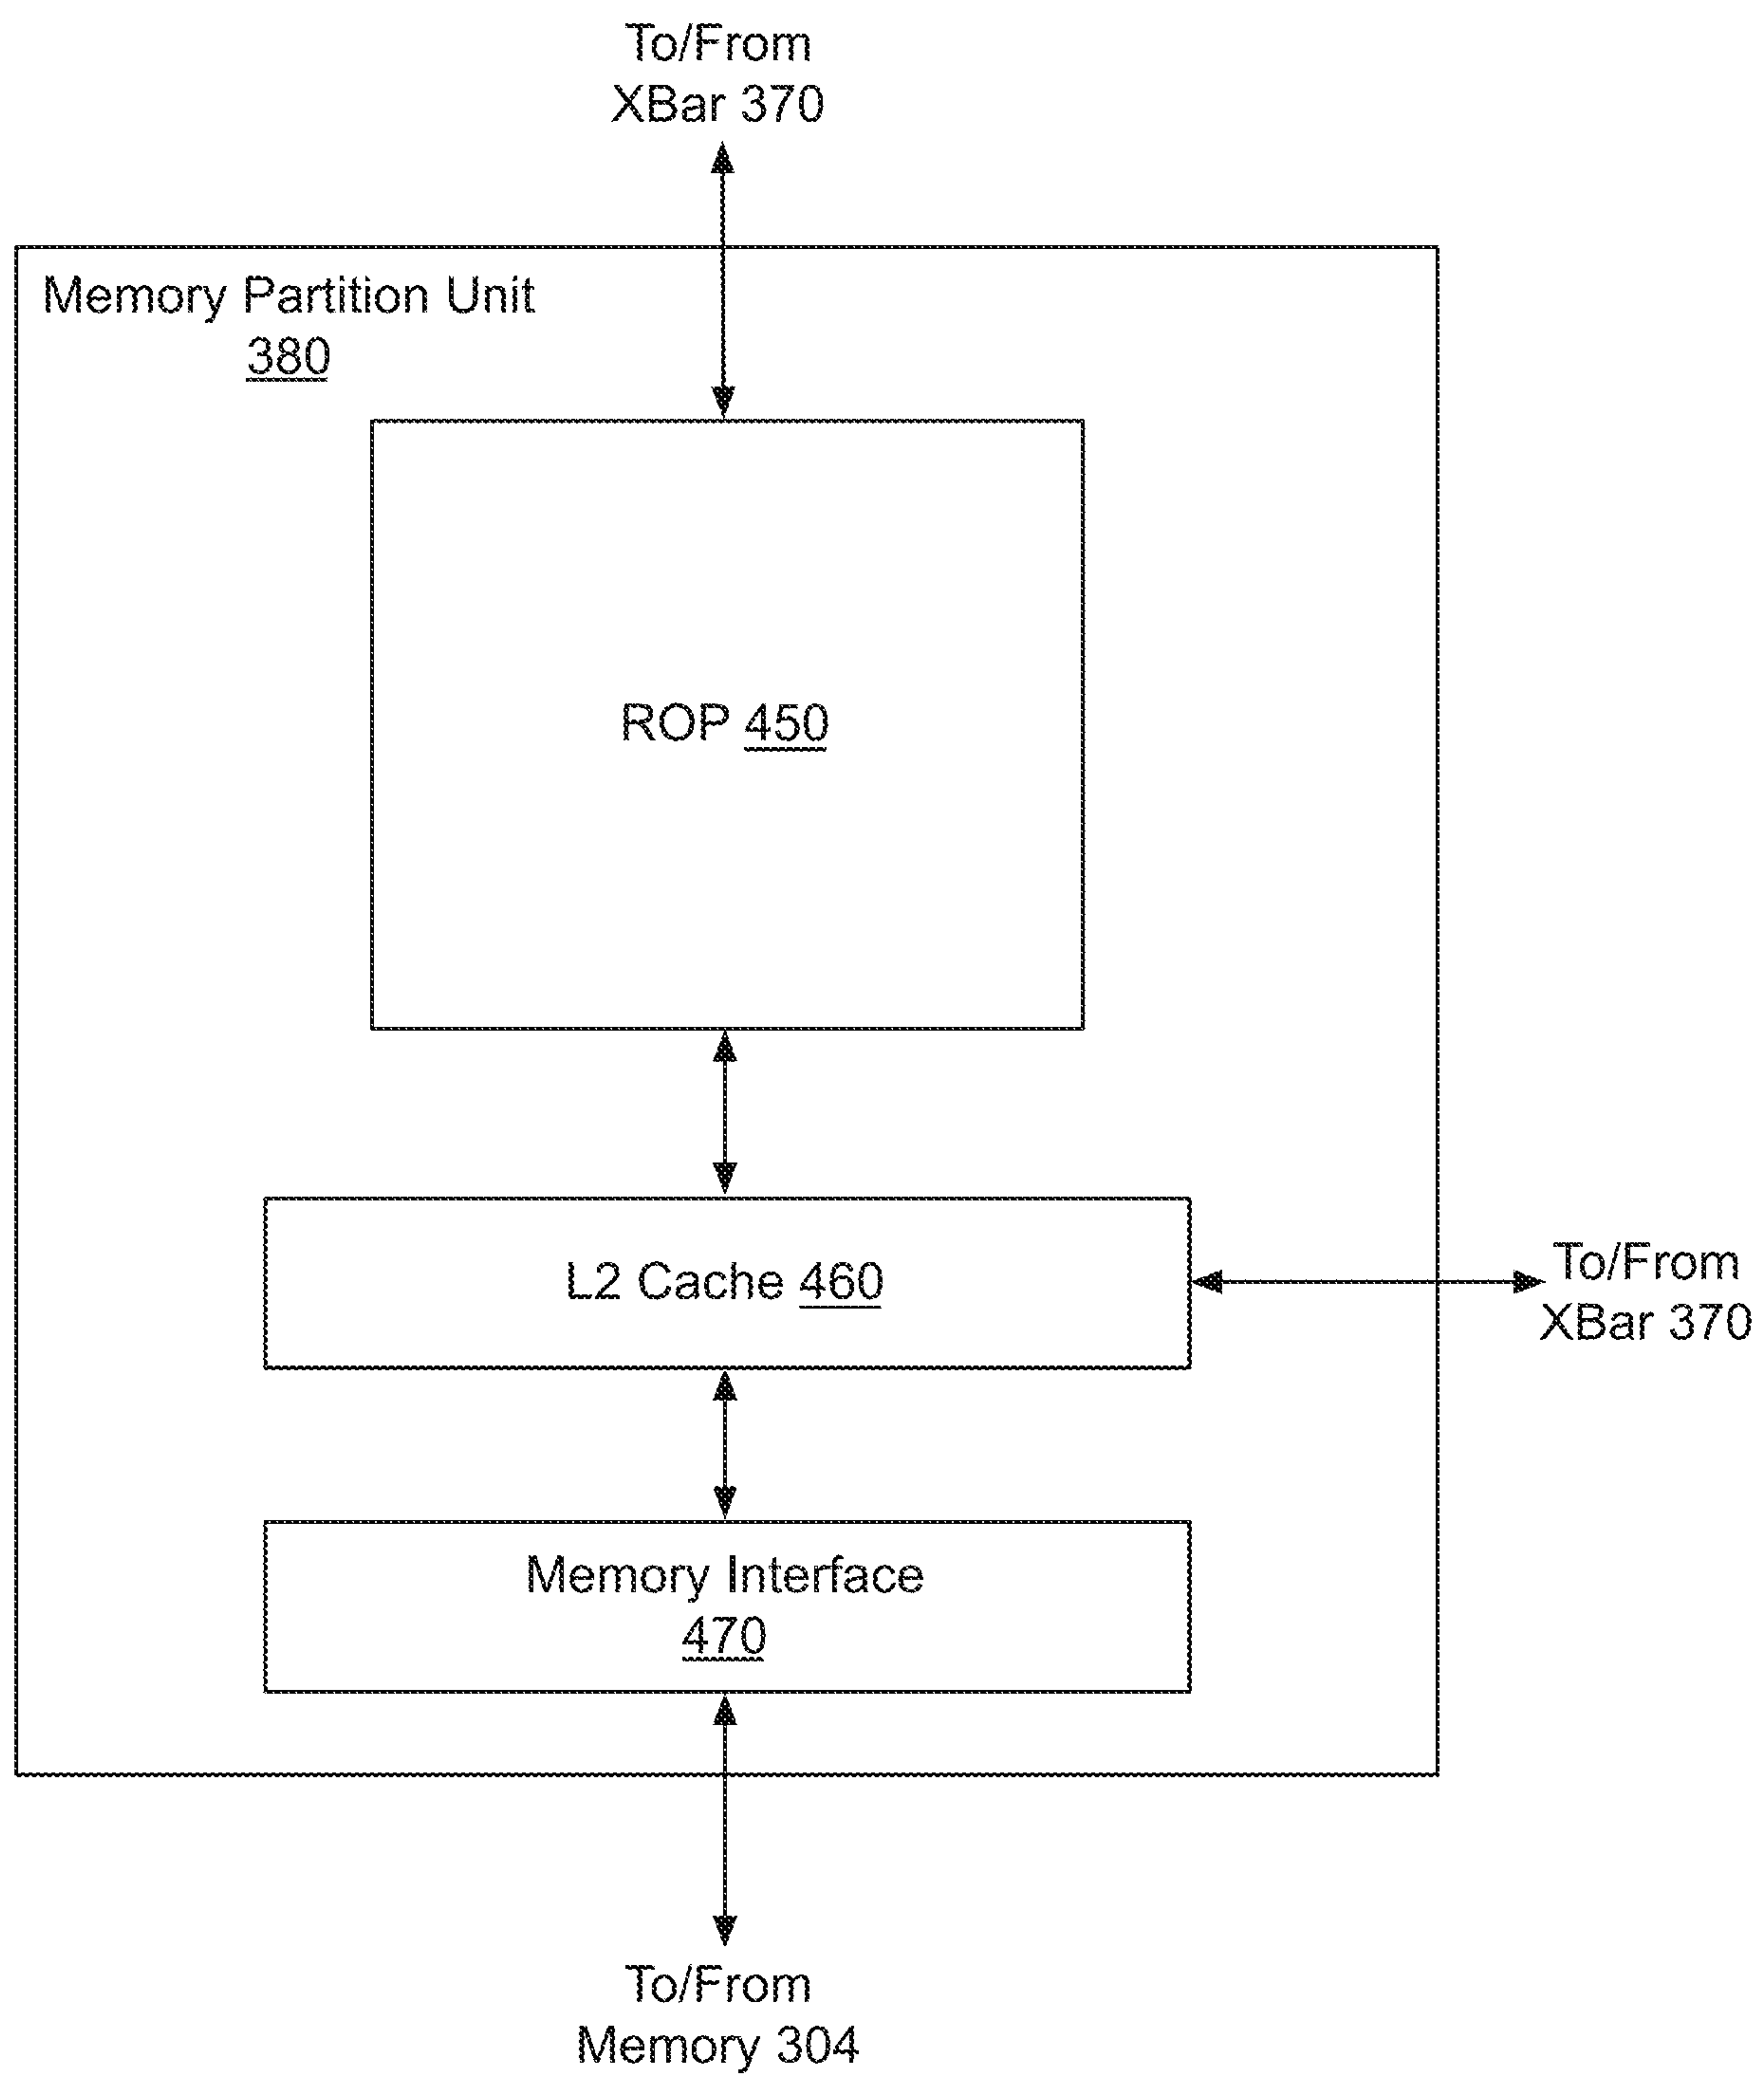 To/From
XBar 370
Memory Partition Unit
380
ROP 450
L2 Cache 460
To/From
XBar 370
Memory Interface
470
To/From
Memory 304